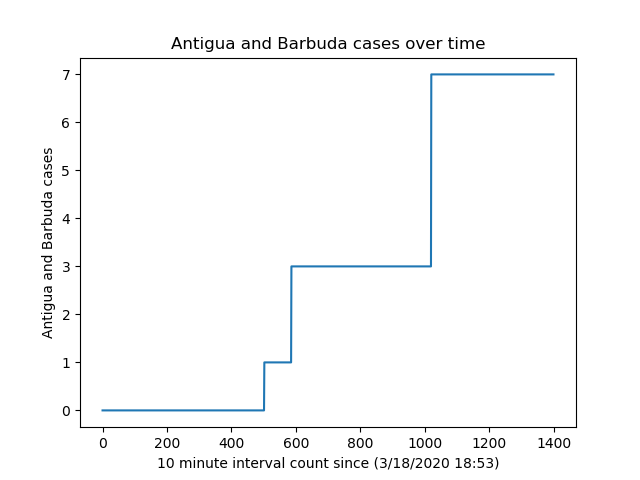 Antigua and Barbuda cases over time
Antigua and Barbuda cases
7
6
5
4
3
2
1
0
0 200 400 600 800 1000 1200 1400
10 minute interval count since (3/18/2020 18:53)